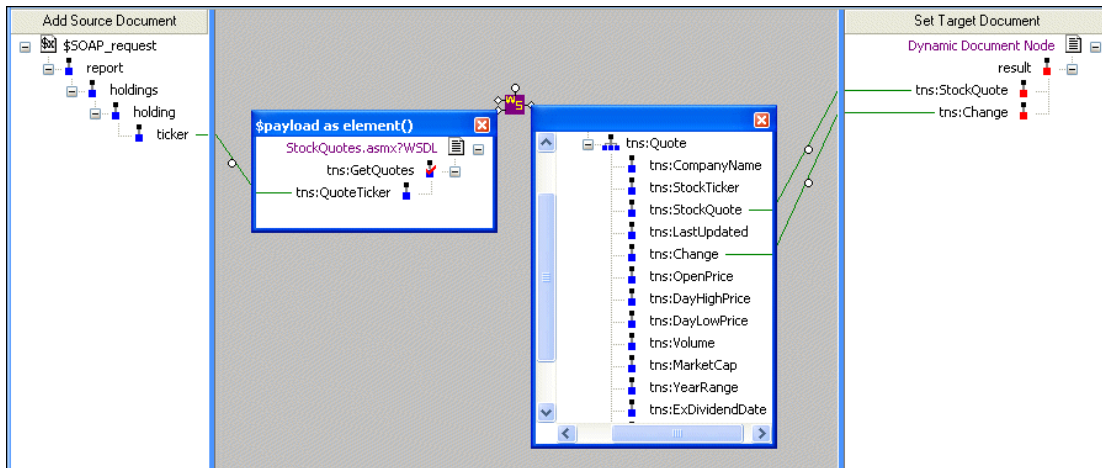 Add Source Document
$SOAP_request
report
holdings
holding
ticker
WS
$payload as element()
StockQuotes.asmx?WSDL
tns:GetQuotes
tns:QuoteTicker
tns:Quote
tns:CompanyName
tns:StockTicker
tns:StockQuote
tns:LastUpdated
tns:Change
tns:OpenPrice
tns:DayHighPrice
tns:DayLowPrice
tns:Volume
tns:MarketCap
tns:YearRange
tns:ExDividendDate
Set Target Document
Dynamic Document Node
result
tns:StockQuote
tns:Change